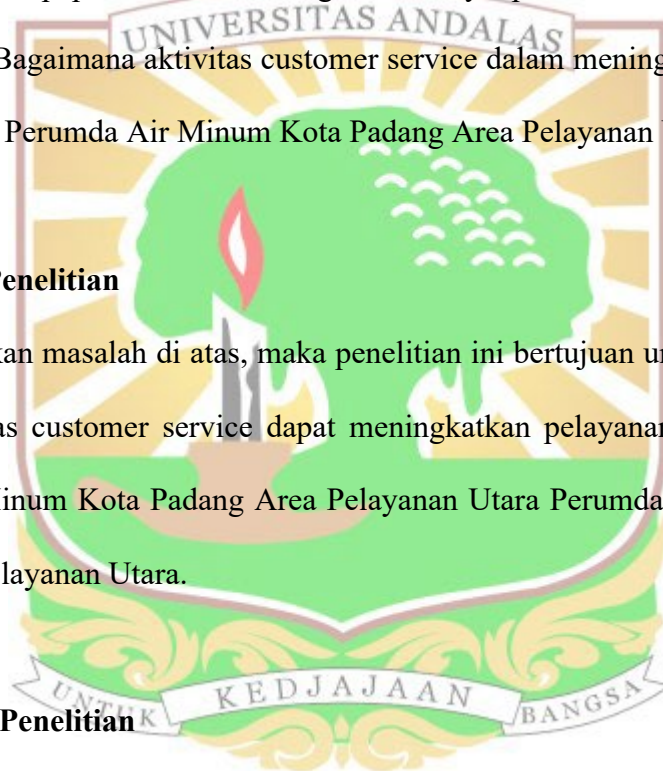 UNIVERSITAS ANDALAS
Bagaimana aktivitas customer service dalam mening
Perumda Air Minum Kota Padang Area Pelayanan
Penelitian
kan masalah di atas, maka penelitian ini bertujuan un
as customer service dapat meningkatkan pelayanan
Minum Kota Padang Area Pelayanan Utara Perumda
layanan Utara.
UNTUK KEDJAJAAN BANGSA
Penelitian